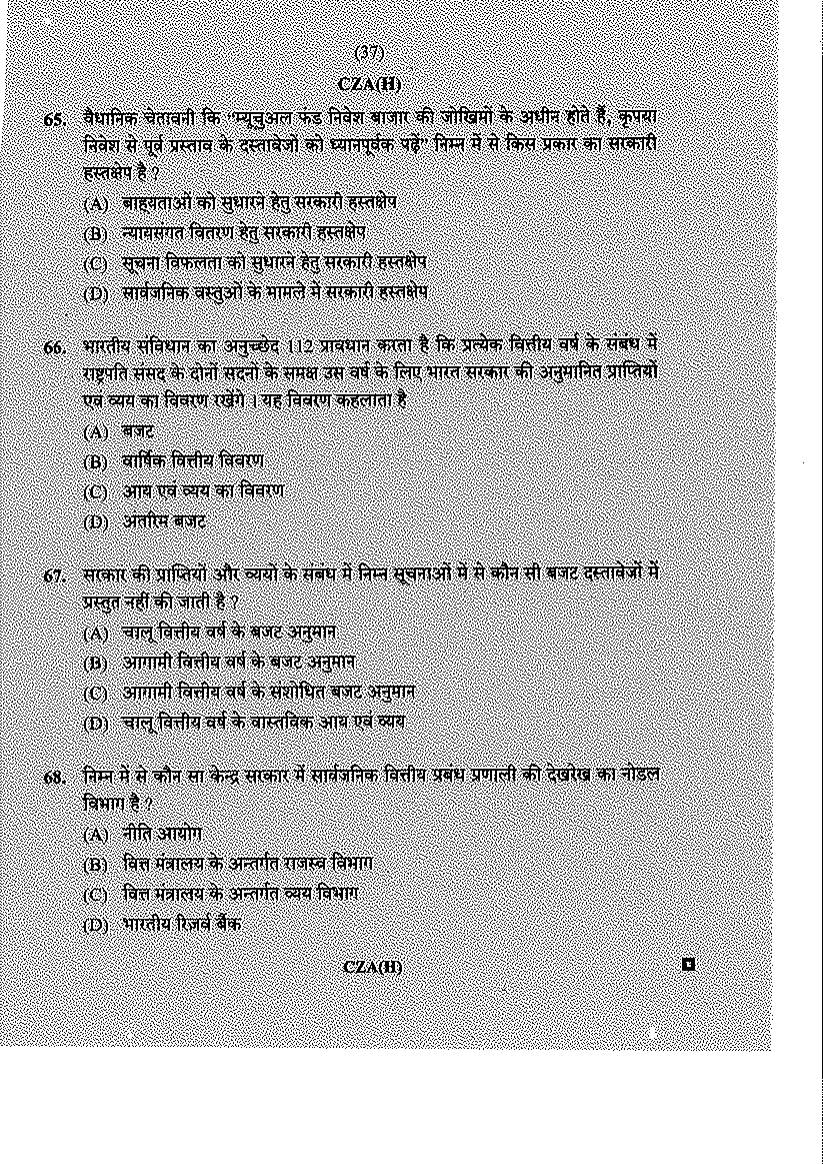 (37)
CZA(H)
65. वैधानिक चेतावनी कि “म्यूचुअल फंड निवेश बाजार की जोखिमों के अधीन होते हैं, कृपया
निवेश से पूर्व प्रस्ताव के दस्तावेजों को ध्यानपूर्वक पढ़ें” निम्न में से किस प्रकार का सरकारी
हस्तक्षेप है ?
(A) बाह्यताओं को सुधारने हेतु सरकारी हस्तक्षेप
(B) न्यायसंगत वितरण हेतु सरकारी हस्तक्षेप
(C) सूचना विफलता को सुधारने हेतु सरकारी हस्तक्षेप
(D) सार्वजनिक वस्तुओं के मामले में सरकारी हस्तक्षेप
66. भारतीय संविधान का अनुच्छेद 112 प्रावधान करता है कि प्रत्येक वित्तीय वर्ष के संबंध में
राष्ट्रपति संसद के दोनों सदनों के समक्ष उस वर्ष के लिए भारत सरकार की अनुमानित प्राप्तियों
एवं व्यय का विवरण रखेंगे । यह विवरण कहलाता है
(A) बजट
(B) वार्षिक वित्तीय विवरण
(C) आय एवं व्यय का विवरण
(D) अंतरिम बजट
67. सरकार की प्राप्तियों और व्ययों के संबंध में निम्न सूचनाओं में से कौन सी बजट दस्तावेजों में
प्रस्तुत नहीं की जाती है ?
(A) चालू वित्तीय वर्ष के बजट अनुमान
(B) आगामी वित्तीय वर्ष के बजट अनुमान
(C) आगामी वित्तीय वर्ष के संशोधित बजट अनुमान
(D) चालू वित्तीय वर्ष के वास्तविक आय एवं व्यय
68. निम्न में से कौन सा केन्द्र सरकार में सार्वजनिक वित्तीय प्रबंध प्रणाली की देखरेख का नोडल
विभाग है ?
(A) नीति आयोग
(B) वित्त मंत्रालय के अन्तर्गत राजस्व विभाग
(C) वित्त मंत्रालय के अन्तर्गत व्यय विभाग
(D) भारतीय रिज़र्व बैंक
CZA(H)